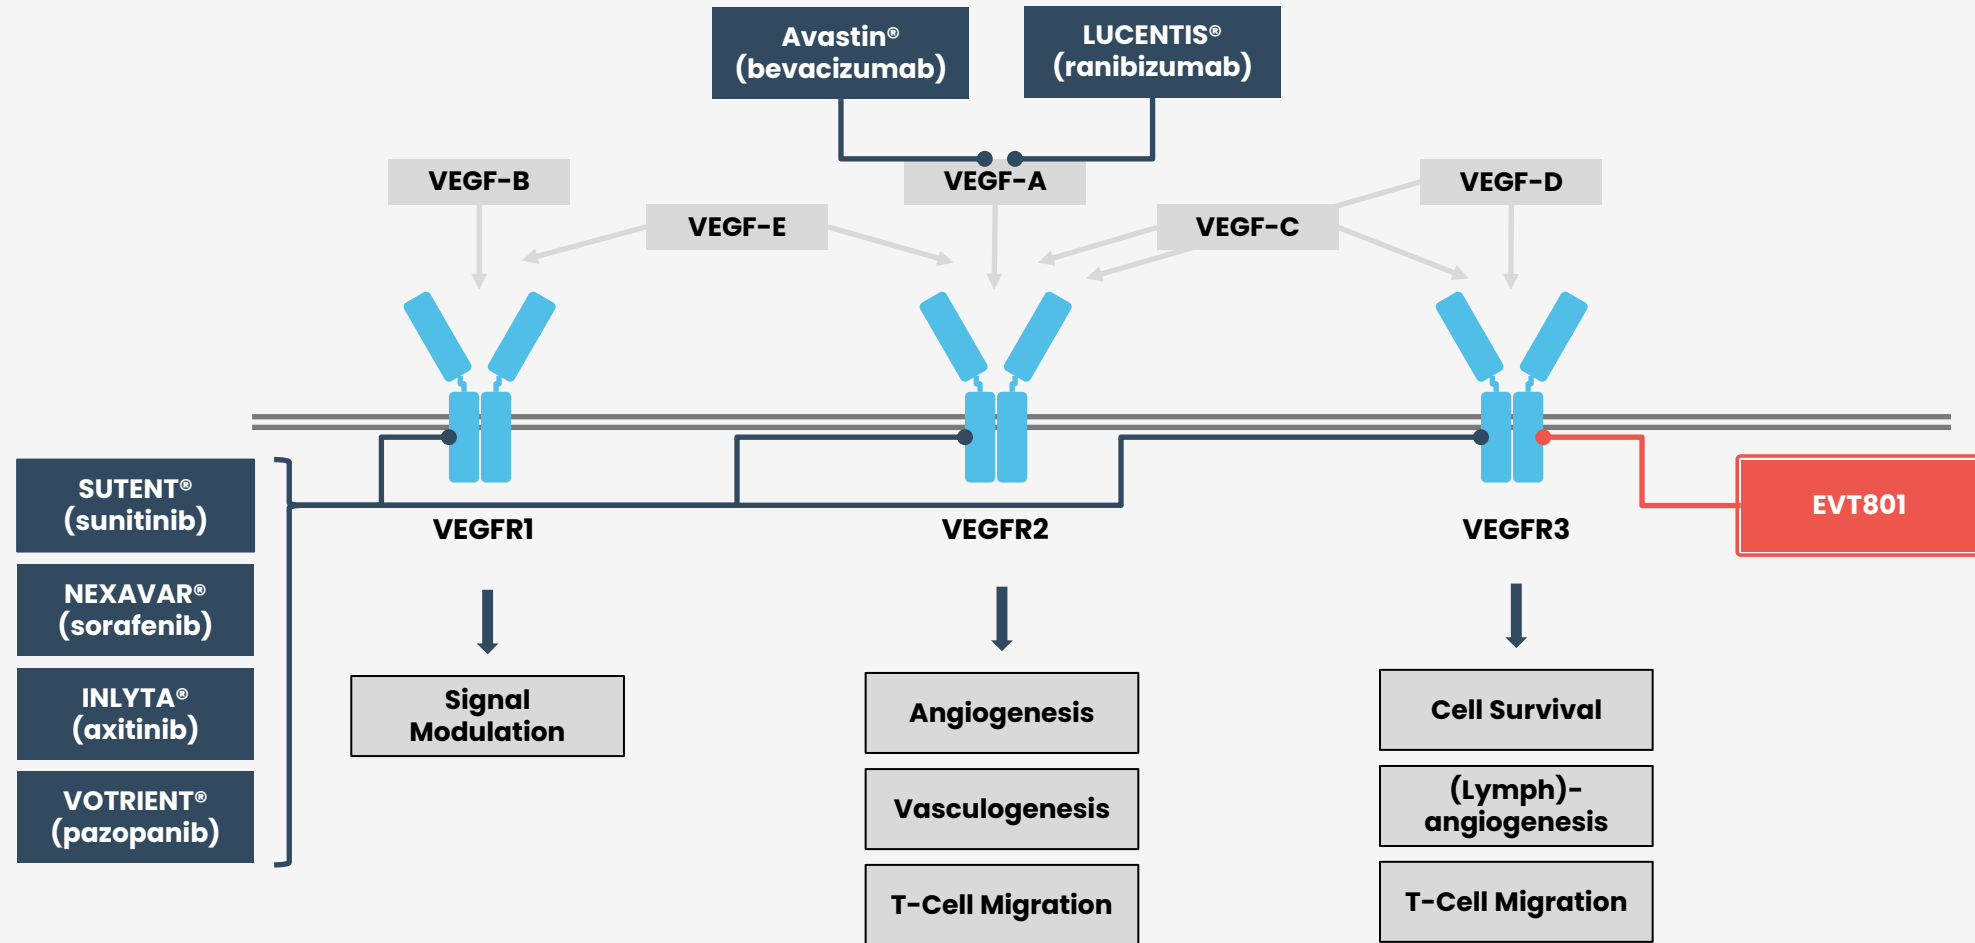 Avastin®
(bevacizumab)
LUCENTIS®
(ranibizumab)
VEGF-B
VEGF-A
VEGF-D
VEGF-E
VEGF-C
SUTENT®
(sunitinib)
NEXAVAR®
(sorafenib)
INLYTA®
(axitinib)
VOTRIENT®
(pazopanib)
EVT801
VEGFR1
VEGFR2
VEGFR3
Signal
Modulation
Angiogenesis
Vasculogenesis
T-Cell Migration
Cell Survival
(Lymph)-
angiogenesis
T-Cell Migration